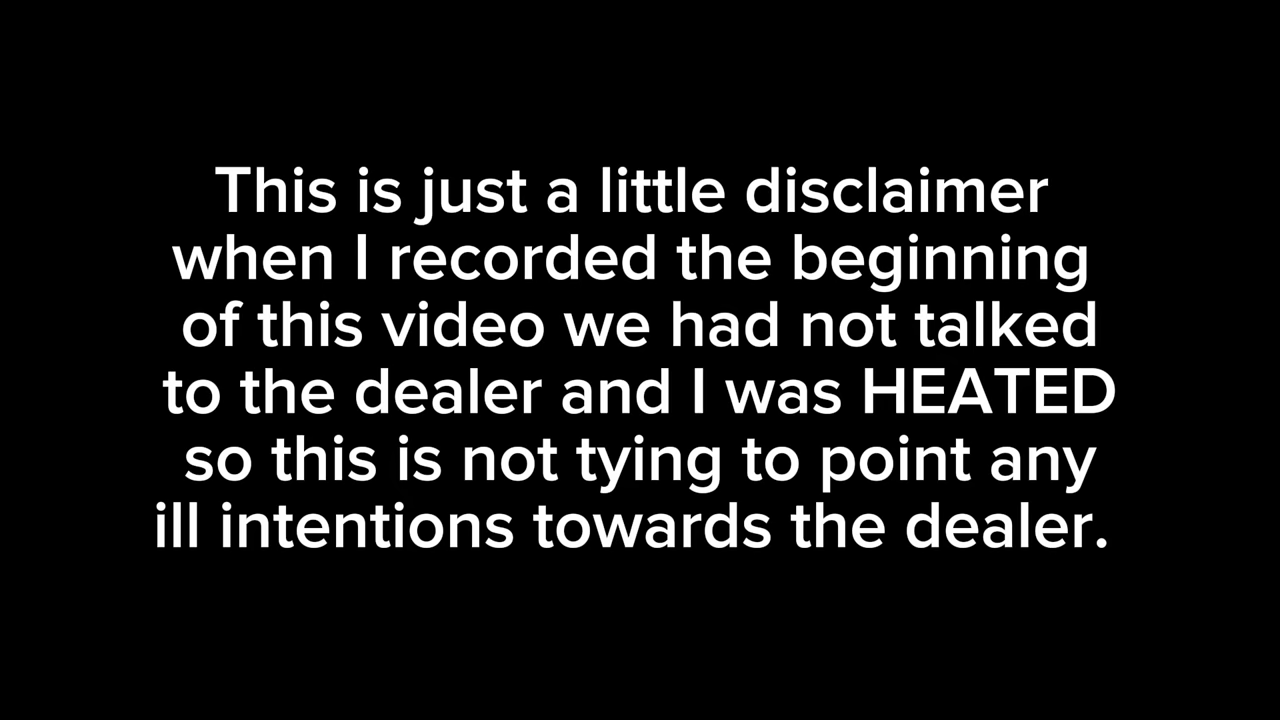 This is just a little disclaimer
when I recorded the beginning
of this video we had not talked
to the dealer and I was HEATED
so this is not tying to point any
ill intentions towards the dealer.